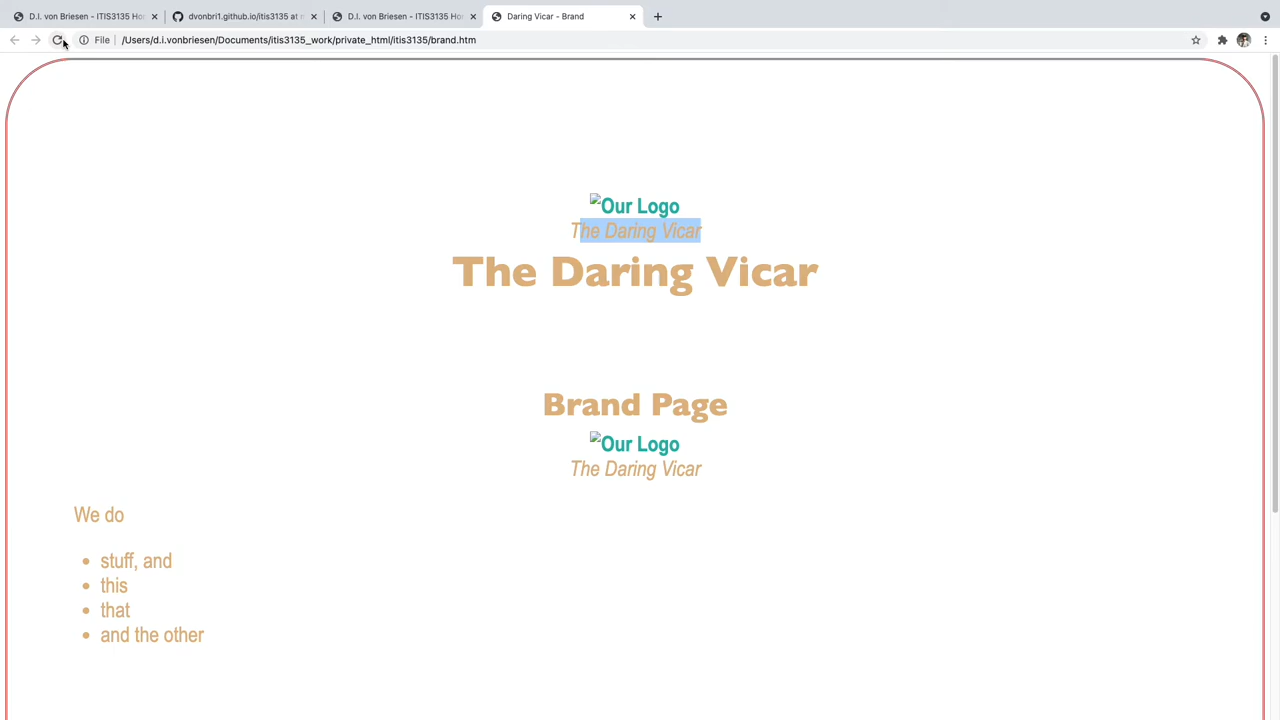 D.I. von Briesen - ITIS3135 Hor
dvonbri1.github.io/itis3135 at m
D.I. von Briesen - ITIS3135 Ho
Daring Vicar - Brand
File
/Users/d.i.vonbriesen/Documents/itis3135_work/private_html/itis3135/brand.htm
Our Logo
The Daring Vicar
The Daring Vicar
Brand Page
Our Logo
The Daring Vicar
We do
• stuff, and
• this
• that
• and the other